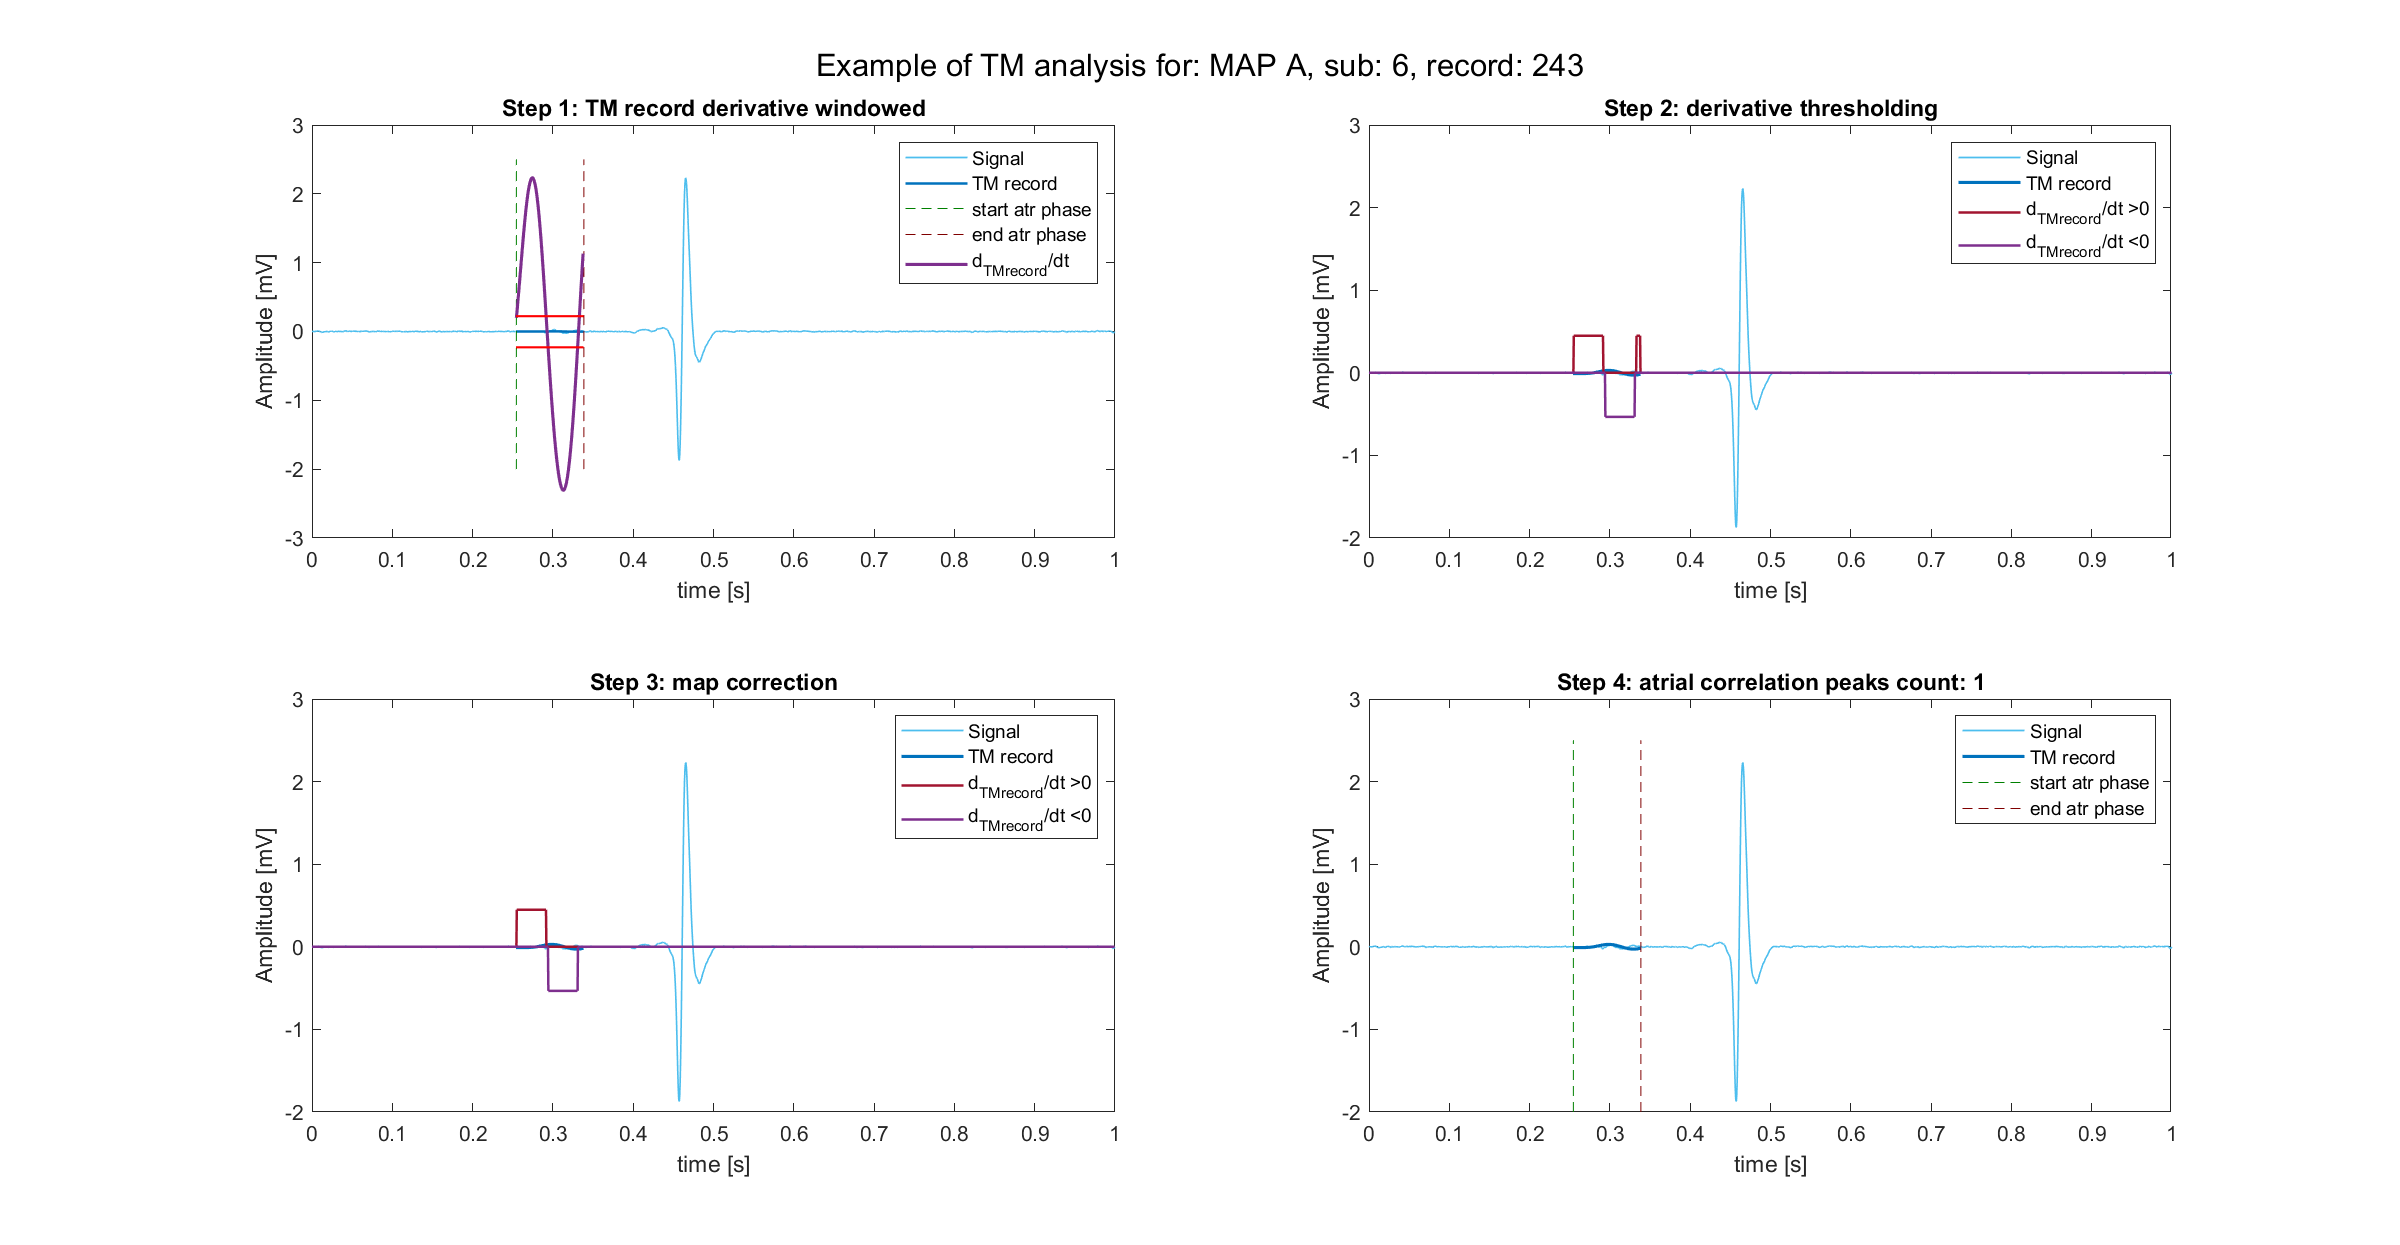 Example of TM analysis for: MAP A, sub: 6, record: 243
Step 1: TM record derivative windowed
3
2
1
0
-1
-2
-3
Amplitude [mV]
0 0.1 0.2 0.3 0.4 0.5 0.6 0.7 0.8 0.9 1
time [s]
Signal
TM record
start atr phase
end atr phase
dTMrecord/dt
Step 2: derivative thresholding
3
2
1
0
-1
-2
Amplitude [mV]
0 0.1 0.2 0.3 0.4 0.5 0.6 0.7 0.8 0.9 1
time [s]
Signal
TM record
dTMrecord/dt >0
dTMrecord/dt <0
Step 3: map correction
3
2
1
0
-1
-2
Amplitude [mV]
0 0.1 0.2 0.3 0.4 0.5 0.6 0.7 0.8 0.9 1
time [s]
Signal
TM record
dTMrecord/dt >0
dTMrecord/dt <0
Step 4: atrial correlation peaks count: 1
3
2
1
0
-1
-2
Amplitude [mV]
0 0.1 0.2 0.3 0.4 0.5 0.6 0.7 0.8 0.9 1
time [s]
Signal
TM record
start atr phase
end atr phase